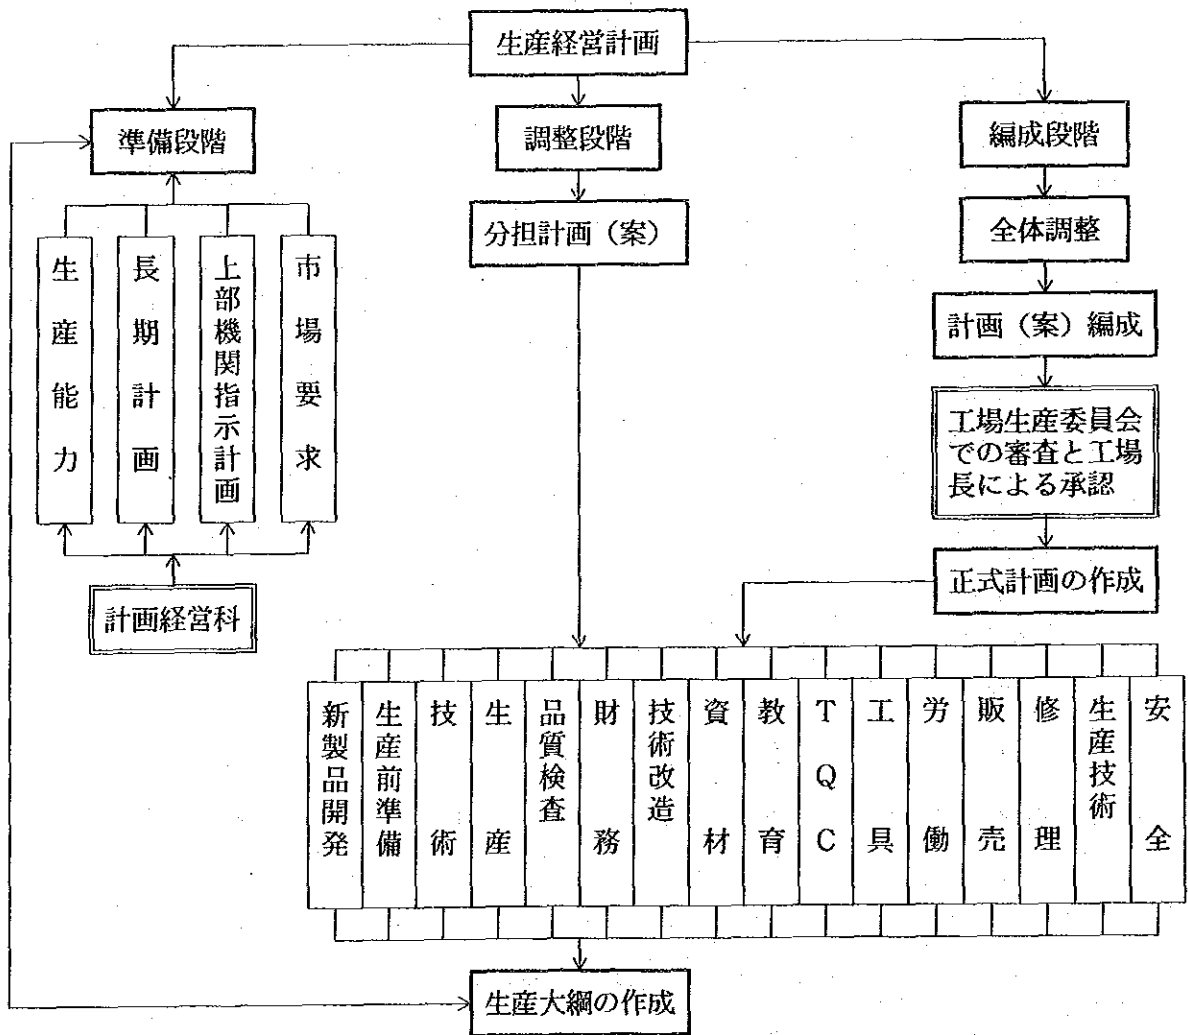 生産経営計画
準備段階
調整段階
編成段階
分担計画（案）
全体調整
生産能力
長期計画
上部機関指示計画
市場要求
計画（案）編成
工場生産委員会
での審査と工場
長による承認
計画経営科
正式計画の作成
新製品開発
生産前準備
技術
生産
品質検査
財務
技術改造
資材
教育
TQC
工具
労働
販売
修理
生産技術
安全
生産大綱の作成